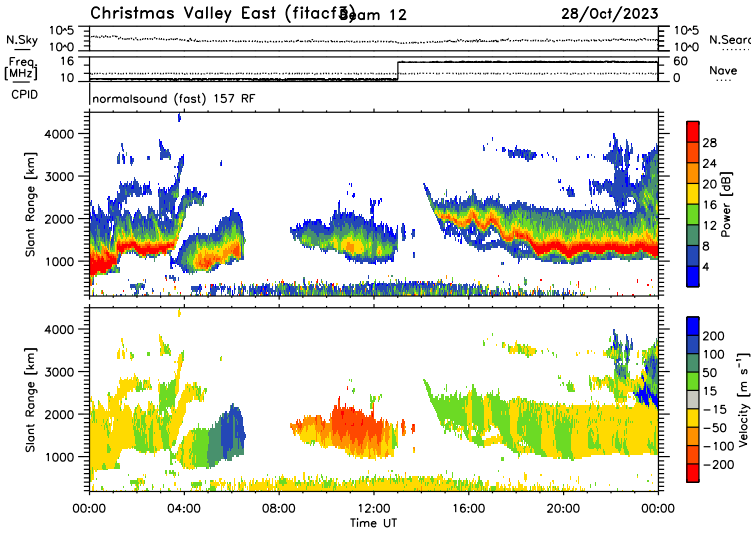 Christmas Valley East (fitacf3)
Beam 12
28/Oct/2023
N.Sky
10^5
10^0
10^5
10^0
N.Searc
Freq.
[MHz]
16
10
60
0
Nave
CPID
normalsound (fast) 157 RF
Slant Range [km]
4000
3000
2000
1000
28
24
20
16
12
8
4
Power [dB]
Slant Range [km]
4000
3000
2000
1000
200
100
50
15
-15
-50
-100
-200
Velocity [m s⁻¹]
00:00 04:00 08:00 12:00 16:00 20:00 00:00
Time UT